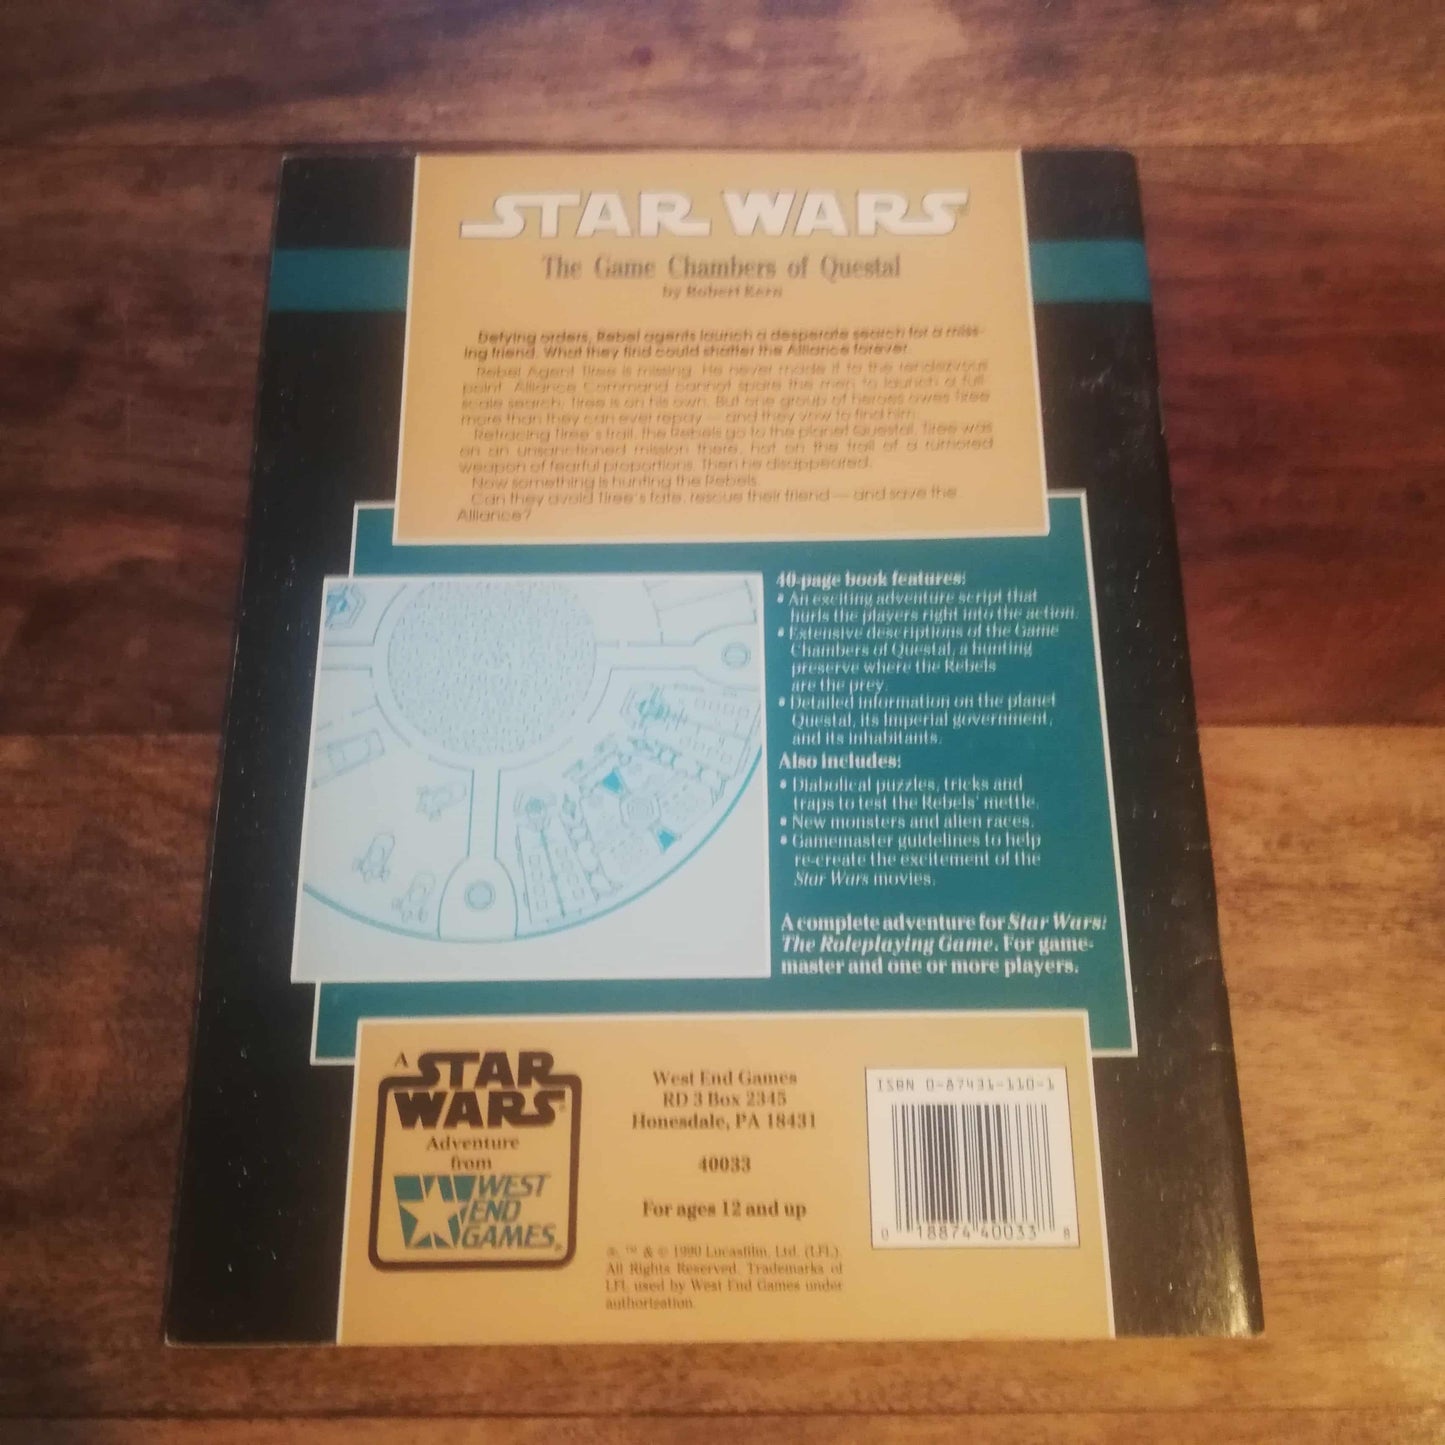 STAR WARS®
The Game Chambers of Questal
by Robert Kern
Defying orders, Rebel agents launch a desperate search for a miss-
ing friend. What they find could shatter the Alliance forever.
Rebel Agent Tiree is missing. He never made it to the rendezvous
point. Alliance Command cannot spare the men to launch a full-
scale search; Tiree is on his own. But one group of heroes owes Tiree
more than they can ever repay — and they vow to find him.
Retracing Tiree's trail, the Rebels go to the planet Questal. Tiree was
on an unsanctioned mission there, hot on the trail of a rumored
weapon of fearful proportions. Then he disappeared.
Now something is hunting the Rebels.
Can they avoid Tiree's fate, rescue their friend — and save the
Alliance?
40-page book features:
• An exciting adventure script that
hurls the players right into the action.
• Extensive descriptions of the Game
Chambers of Questal, a hunting
preserve where the Rebels
are the prey.
• Detailed information on the planet
Questal, its Imperial government,
and its inhabitants.
Also includes:
• Diabolical puzzles, tricks and
traps to test the Rebels' mettle.
• New monsters and alien races.
• Gamemaster guidelines to help
re-create the excitement of the
Star Wars movies.
A complete adventure for Star Wars:
The Roleplaying Game. For game-
master and one or more players.
A STAR
WARS®
Adventure
from
WEST
END
GAMES®
West End Games
RD 3 Box 2345
Honesdale, PA 18431
40033
For ages 12 and up
®, ™ & © 1990 Lucasfilm, Ltd. (LFL).
All Rights Reserved. Trademarks of
LFL used by West End Games under
authorization.
ISBN 0-87431-110-1
0 18874 40033 8